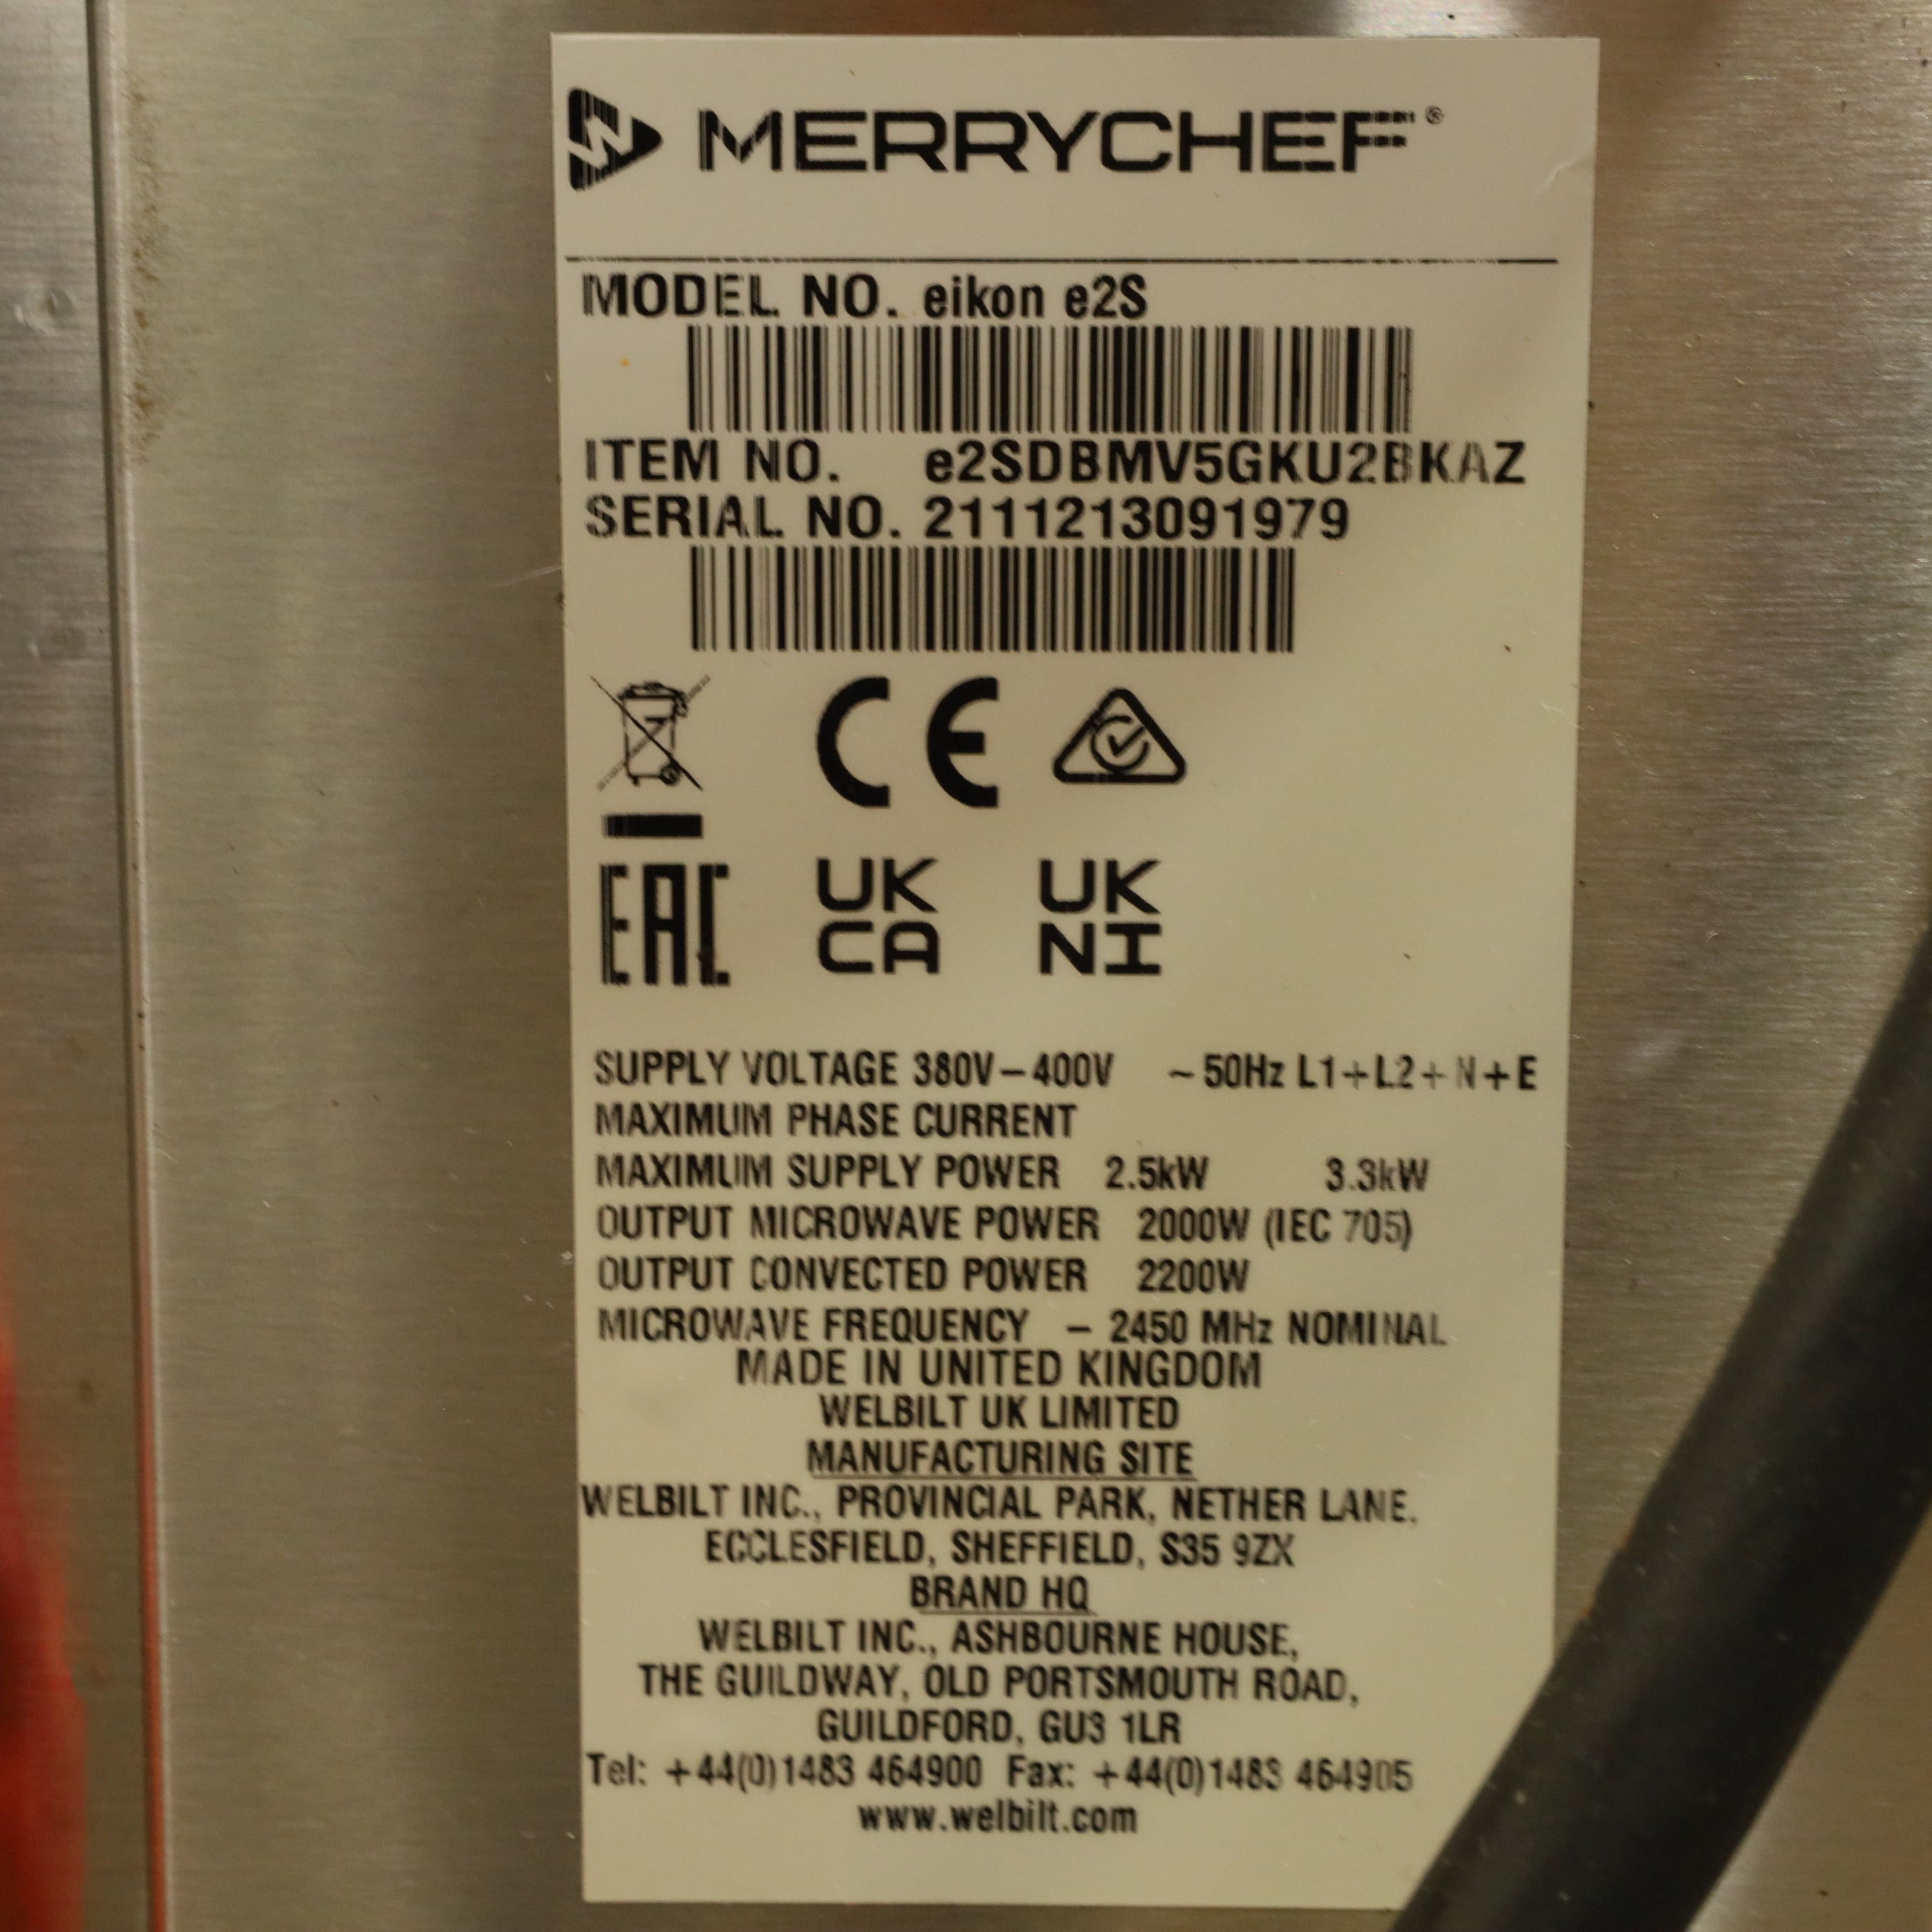 MERRYCHEF®
MODEL NO. eikon e2S
ITEM NO. e2SDBMV5GKU2BKAZ
SERIAL NO. 2111213091979
CE
EAC
UK CA
UK NI
SUPPLY VOLTAGE 380V–400V ~50Hz L1+L2+N+E
MAXIMUM PHASE CURRENT
MAXIMUM SUPPLY POWER 2.5kW 3.3kW
OUTPUT MICROWAVE POWER 2000W (IEC 705)
OUTPUT CONVECTED POWER 2200W
MICROWAVE FREQUENCY – 2450 MHz NOMINAL
MADE IN UNITED KINGDOM
WELBILT UK LIMITED
MANUFACTURING SITE
WELBILT INC., PROVINCIAL PARK, NETHER LANE,
ECCLESFIELD, SHEFFIELD, S35 9ZX
BRAND HQ
WELBILT INC., ASHBOURNE HOUSE,
THE GUILDWAY, OLD PORTSMOUTH ROAD,
GUILDFORD, GU3 1LR
Tel: +44(0)1483 464900 Fax: +44(0)1483 464905
www.welbilt.com